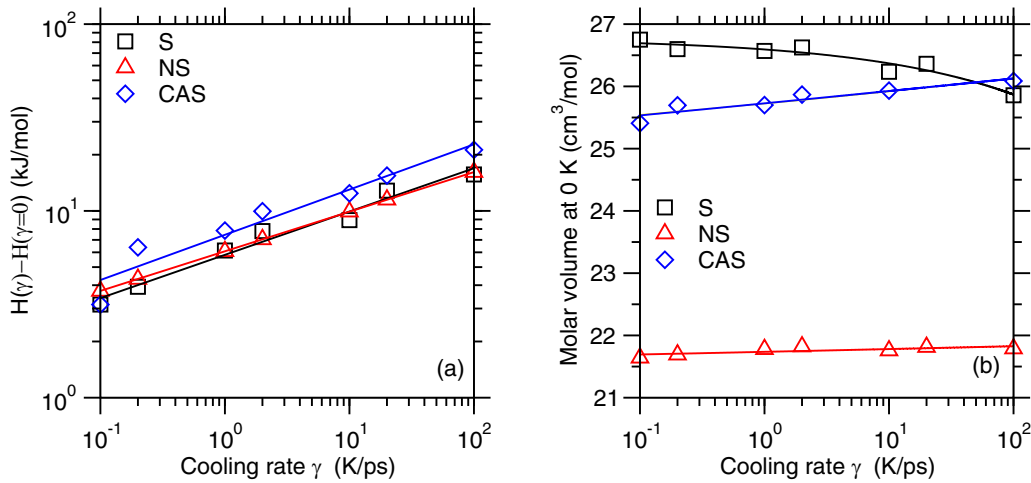 10²
S
NS
CAS
10¹
10⁰
H(γ)−H(γ=0) (kJ/mol)
(a)
10⁻¹ 10⁰ 10¹ 10²
Cooling rate γ (K/ps)
27
26
25
24
23
22
21
Molar volume at 0 K (cm³/mol)
S
NS
CAS
(b)
10⁻¹ 10⁰ 10¹ 10²
Cooling rate γ (K/ps)